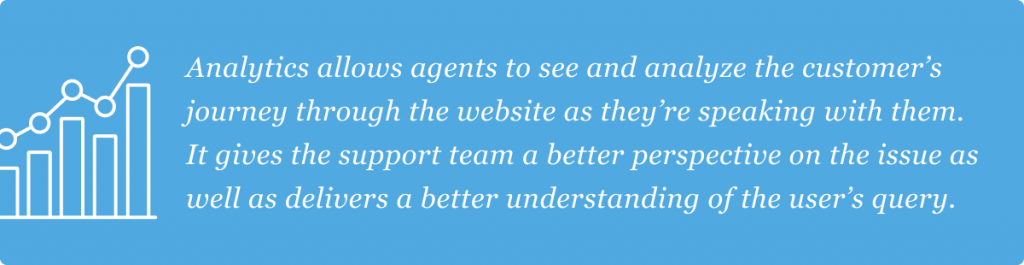 Analytics allows agents to see and analyze the customer’s
journey through the website as they’re speaking with them.
It gives the support team a better perspective on the issue as
well as delivers a better understanding of the user’s query.